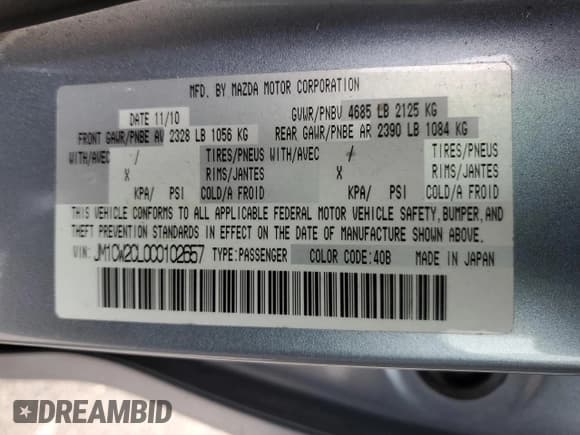 MFD. BY MAZDA MOTOR CORPORATION
DATE 11/10 GVWR/PNBV 4685 LB 2125 KG
FRONT GAWR/PNBE AV 2328 LB 1056 KG REAR GAWR/PNBE AR 2390 LB 1084 KG
WITH/AVEC / TIRES/PNEUS WITH/AVEC / TIRES/PNEUS
X RIMS/JANTES X RIMS/JANTES
KPA/ PSI COLD/A FROID KPA/ PSI COLD/A FROID
THIS VEHICLE CONFORMS TO ALL APPLICABLE FEDERAL MOTOR VEHICLE SAFETY, BUMPER, AND
THEFT PREVENTION STANDARDS IN EFFECT ON THE DATE OF MANUFACTURE SHOWN ABOVE.
VIN: JM1CW2CL0C0102657 TYPE:PASSENGER COLOR CODE:40B MADE IN JAPAN
DREAMBID